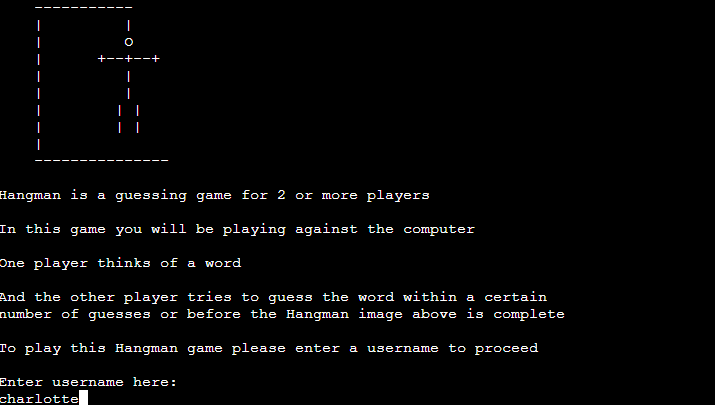 Hangman is a guessing game for 2 or more players
In this game you will be playing against the computer
One player thinks of a word
And the other player tries to guess the word within a certain
number of guesses or before the Hangman image above is complete
To play this Hangman game please enter a username to proceed
Enter username here:
charlotte